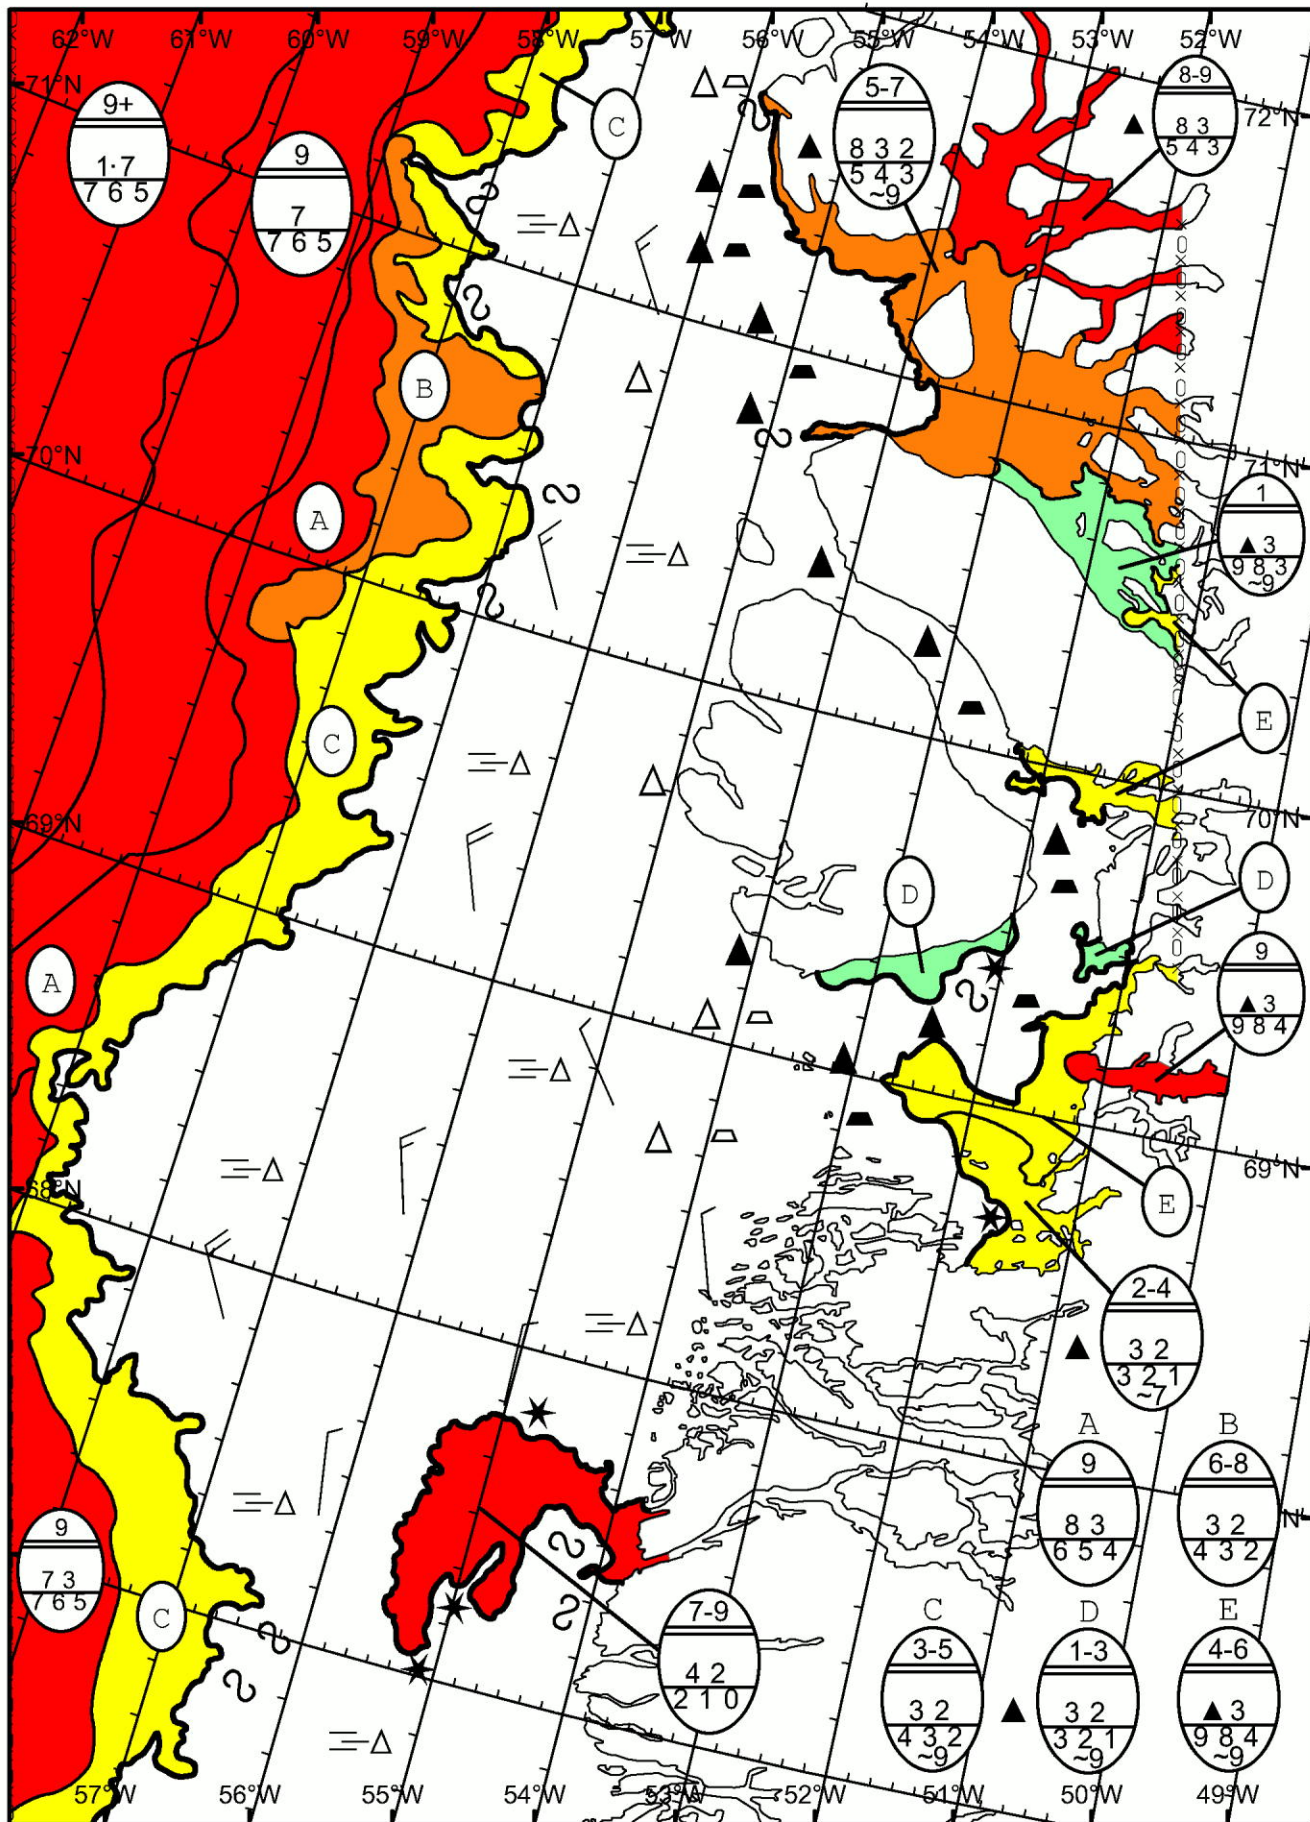 62°W 61°W 60°W 59°W 58°W 57°W 56°W 55°W 54°W 53°W 52°W
71°N
9+
1·7
7 6 5
9
7
7 6 5
C
5-7
8 3 2
5 4 3
~9
8-9
8 3
5 4 3
72°N
B
70°N
A
71°N
1
▲3
9 8 3
~9
C
E
69°N
70°N
D
D
A
9
▲3
9 8 4
68°N
69°N
E
2-4
3 2
3 2 1
~7
A
9
8 3
6 5 4
B
6-8
3 2
4 3 2
N
9
7 3
7 6 5
C
7-9
4 2
2 1 0
C
3-5
3 2
4 3 2
~9
D
1-3
3 2
3 2 1
~9
E
4-6
▲3
9 8 4
~9
57°W 56°W 55°W 54°W 53°W 52°W 51°W 50°W 49°W